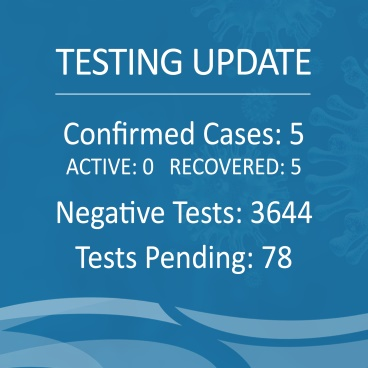 TESTING UPDATE
Confirmed Cases: 5
ACTIVE: 0 RECOVERED: 5
Negative Tests: 3644
Tests Pending: 78